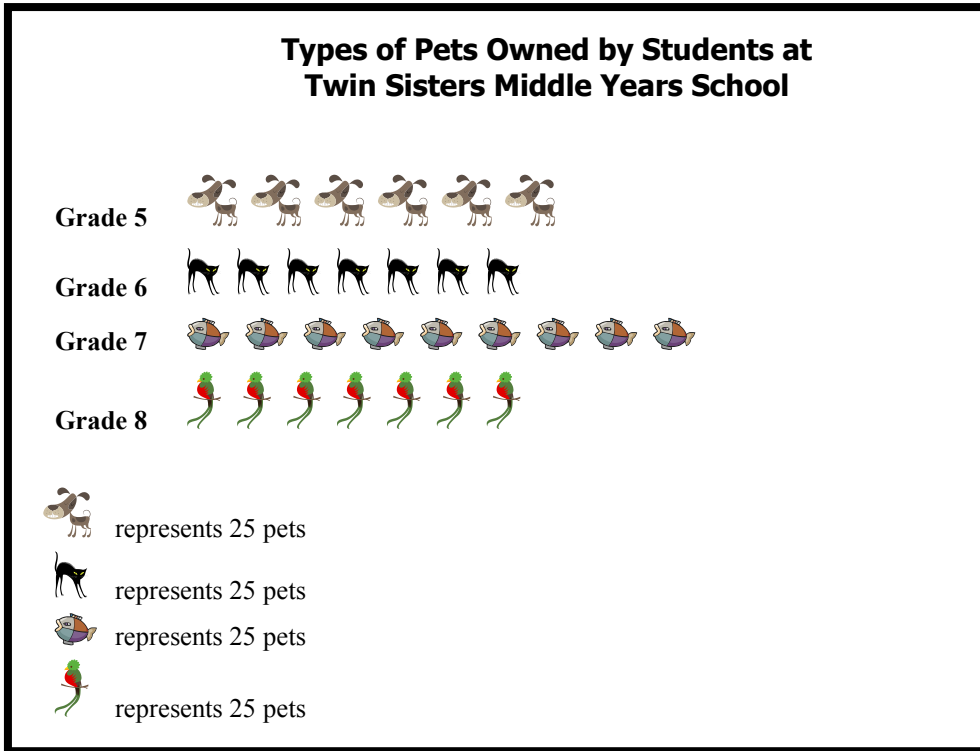 Types of Pets Owned by Students at
Twin Sisters Middle Years School
Grade 5
Grade 6
Grade 7
Grade 8
represents 25 pets
represents 25 pets
represents 25 pets
represents 25 pets